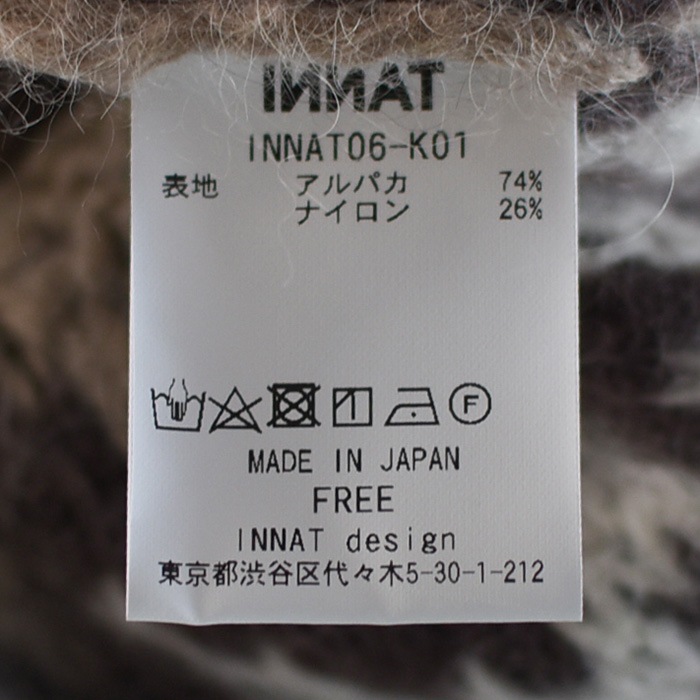 INNAT
INNAT06-K01
表地 アルパカ 74%
ナイロン 26%
F
MADE IN JAPAN
FREE
INNAT design
東京都渋谷区代々木5-30-1-212